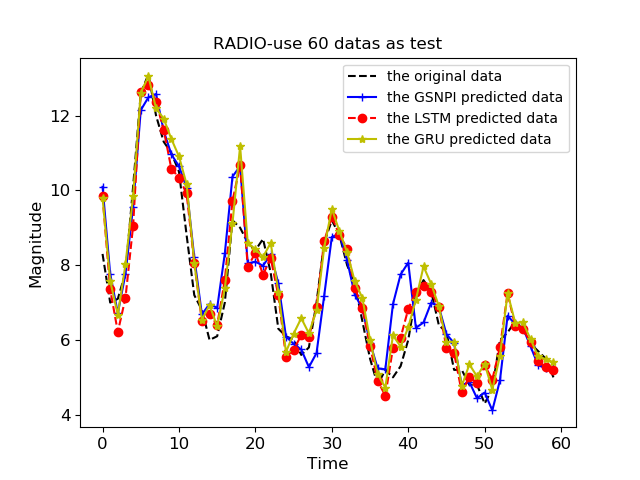 RADIO-use 60 datas as test
the original data
the GSNPI predicted data
the LSTM predicted data
the GRU predicted data
Magnitude
12
10
8
6
4
0 10 20 30 40 50 60
Time